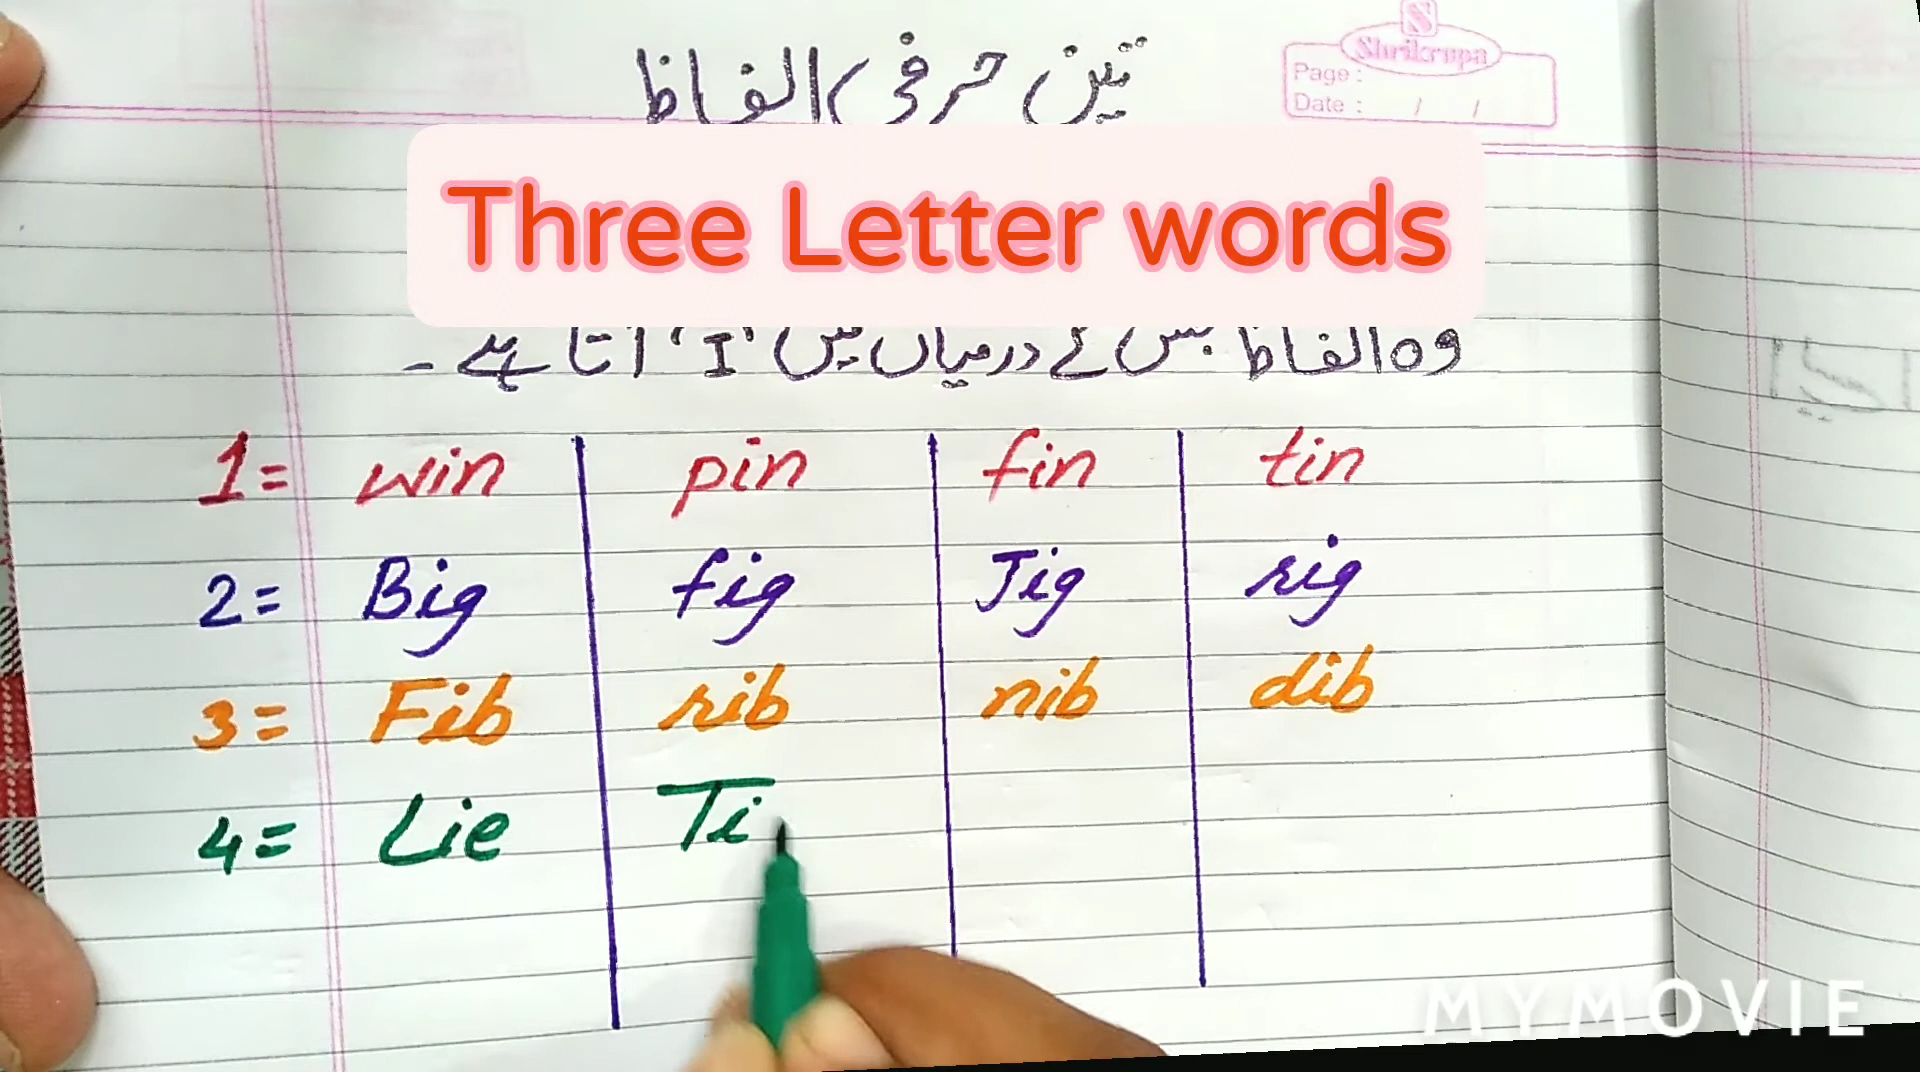 تین حرفی الفاظ
Shrikrupa
Page :
Date : / /
Three Letter words
وہ الفاظ جس کے درمیاں میں 'I' آتا ہے -
1= win pin fin tin
2= Big fig Jig rig
3= Fib rib nib dib
4= Lie Ti
MYMOVIE